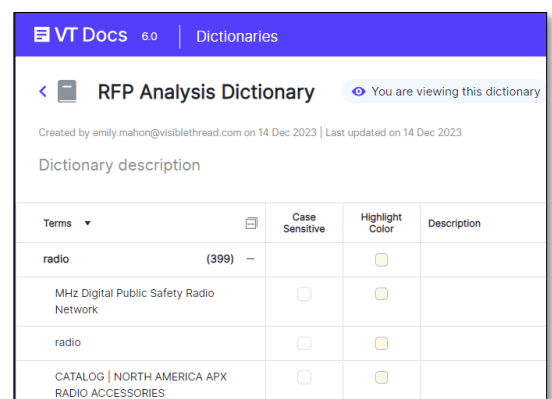 VT Docs 6.0 Dictionaries
RFP Analysis Dictionary You are viewing this dictionary
Created by emily.mahon@visiblethread.com on 14 Dec 2023 | Last updated on 14 Dec 2023
Dictionary description
Terms Case Sensitive Highlight Color Description
radio (399)
MHz Digital Public Safety Radio
Network
radio
CATALOG | NORTH AMERICA APX
RADIO ACCESSORIES